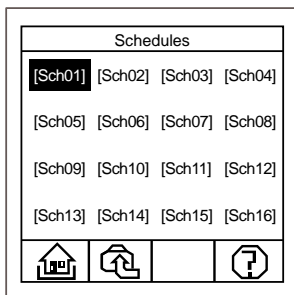 Schedules
[Sch01] [Sch02] [Sch03] [Sch04]
[Sch05] [Sch06] [Sch07] [Sch08]
[Sch09] [Sch10] [Sch11] [Sch12]
[Sch13] [Sch14] [Sch15] [Sch16]
?